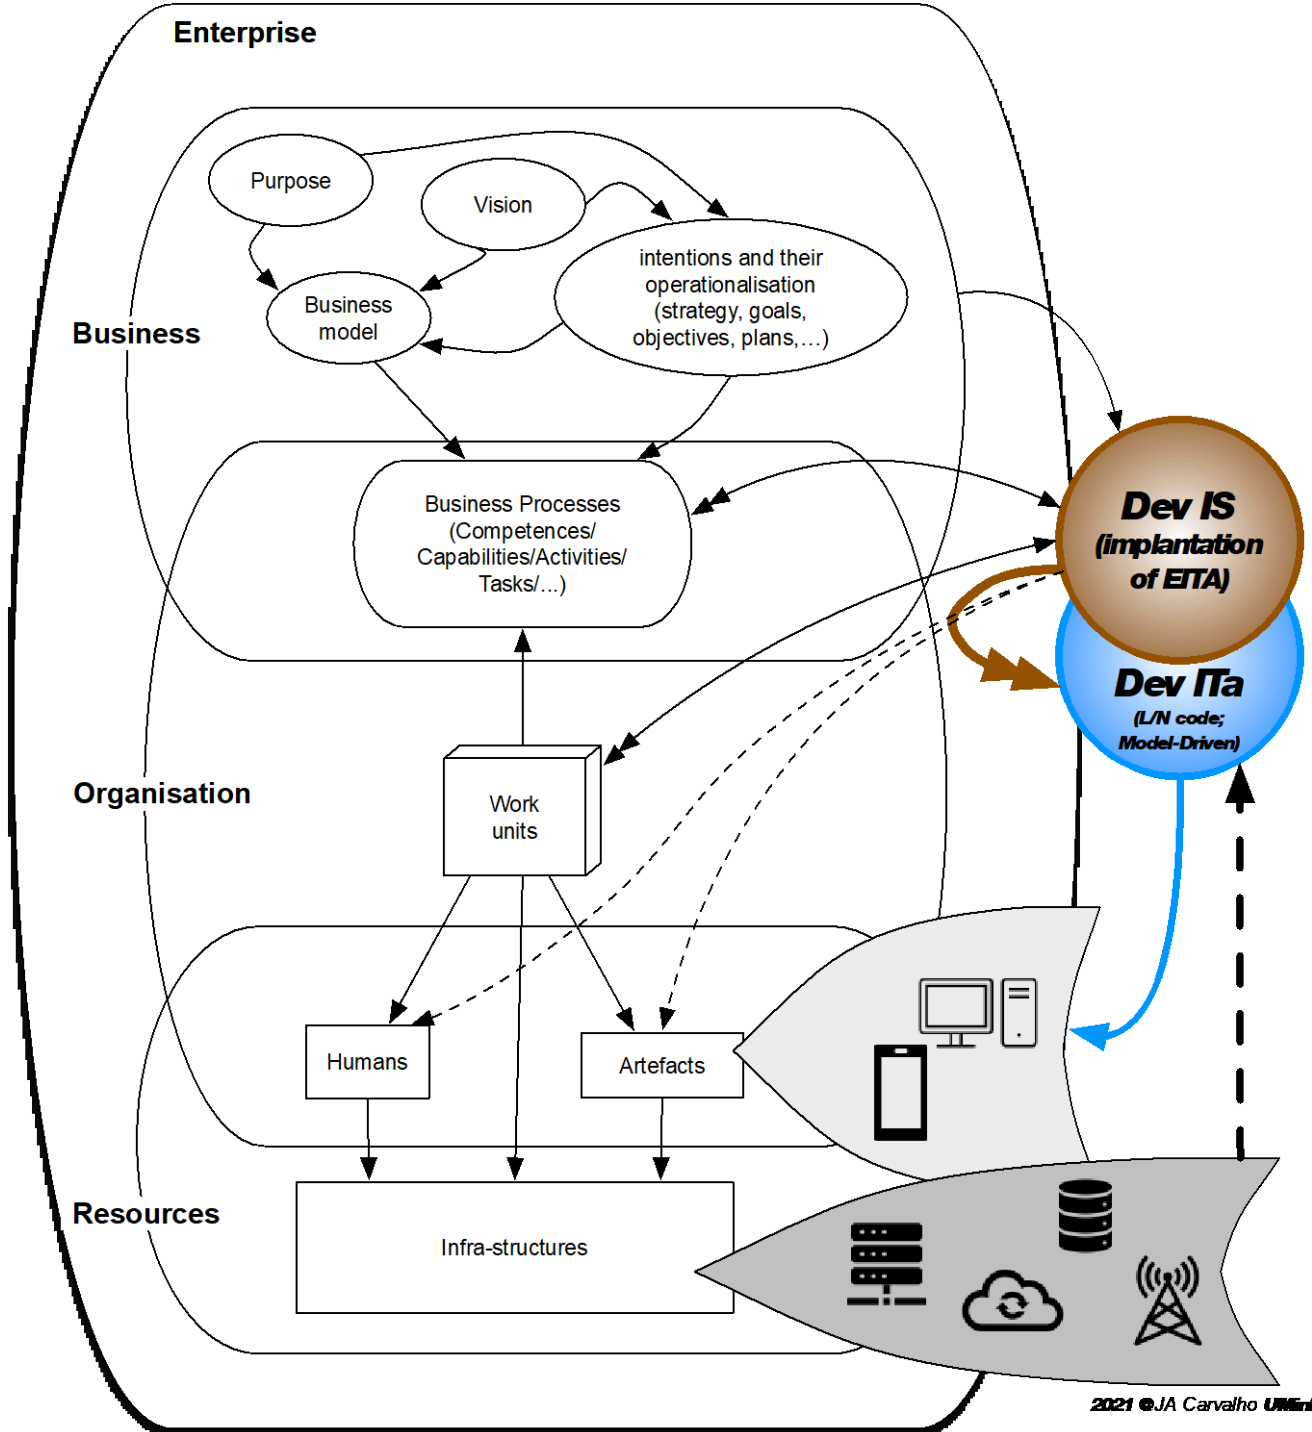 Enterprise
Purpose
Vision
intentions and their
operationalisation
(strategy, goals,
objectives, plans,...)
Business
model
Business
Business Processes
(Competences/
Capabilities/Activities/
Tasks/...)
Dev IS
(implantation
of EITA)
Dev ITa
(L/N code;
Model-Driven)
Work
units
Organisation
Humans
Artefacts
Resources
Infra-structures
2021 @JA Carvalho